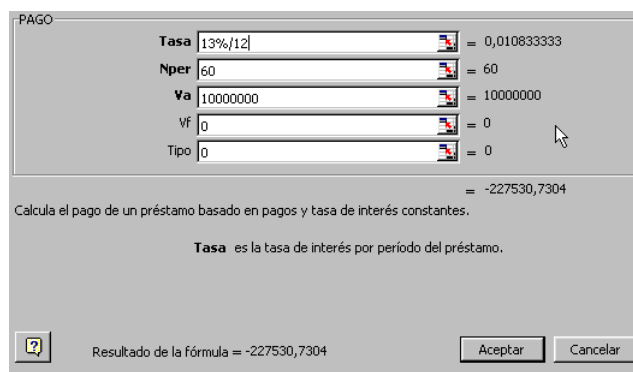 PAGO
Tasa 13%/12 = 0,010833333
Nper 60 = 60
Va 10000000 = 10000000
Vf 0 = 0
Tipo 0 = 0
= -227530,7304
Calcula el pago de un préstamo basado en pagos y tasa de interés constantes.
Tasa es la tasa de interés por período del préstamo.
Resultado de la fórmula = -227530,7304 Aceptar Cancelar